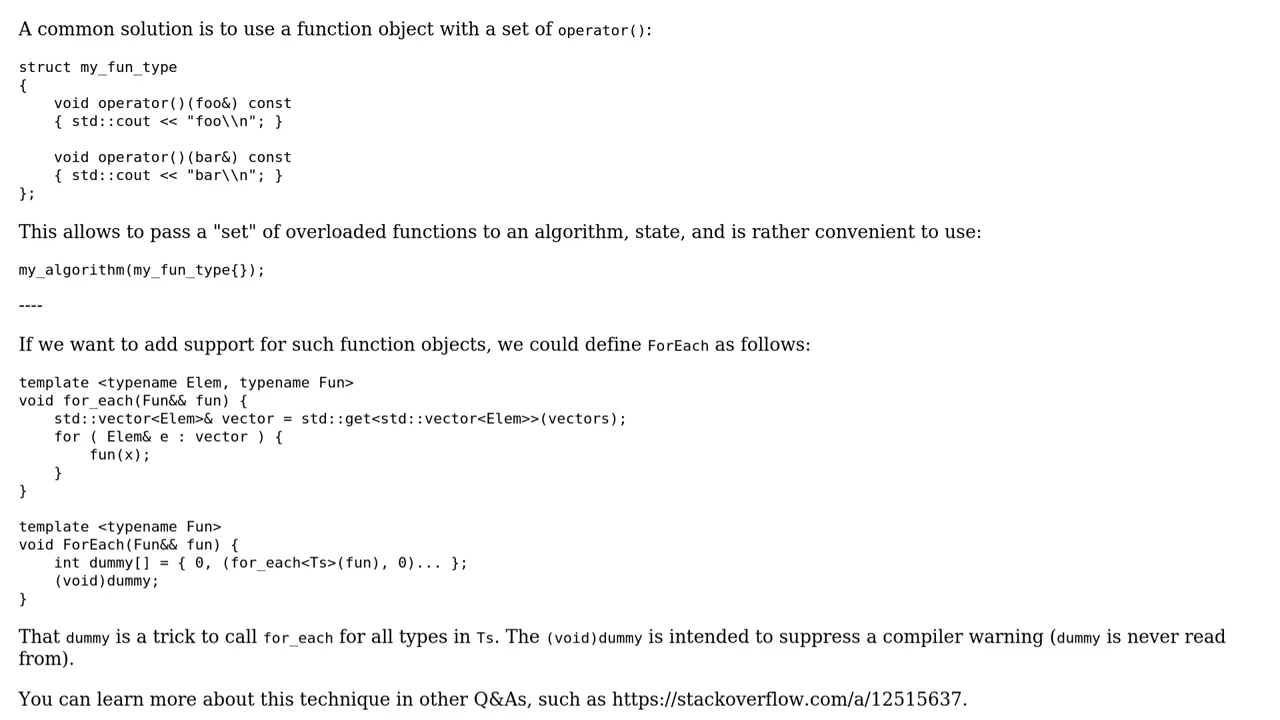 A common solution is to use a function object with a set of operator():
struct my_fun_type
{
    void operator()(foo&) const
    { std::cout << "foo\\n"; }

    void operator()(bar&) const
    { std::cout << "bar\\n"; }
};
This allows to pass a "set" of overloaded functions to an algorithm, state, and is rather convenient to use:
my_algorithm(my_fun_type{});
----
If we want to add support for such function objects, we could define ForEach as follows:
template <typename Elem, typename Fun>
void for_each(Fun&& fun) {
    std::vector<Elem>& vector = std::get<std::vector<Elem>>(vectors);
    for ( Elem& e : vector ) {
        fun(x);
    }
}

template <typename Fun>
void ForEach(Fun&& fun) {
    int dummy[] = { 0, (for_each<Ts>(fun), 0)... };
    (void)dummy;
}
That dummy is a trick to call for_each for all types in Ts. The (void)dummy is intended to suppress a compiler warning (dummy is never read
from).
You can learn more about this technique in other Q&As, such as https://stackoverflow.com/a/12515637.